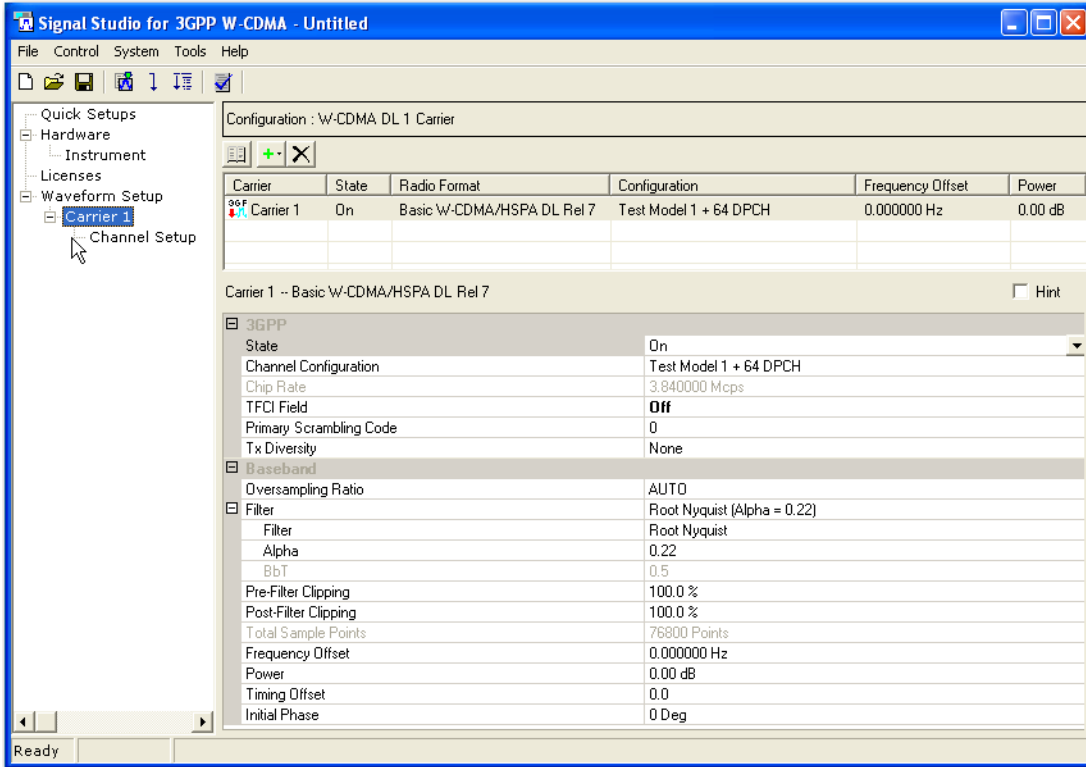 Signal Studio for 3GPP W-CDMA - Untitled
File Control System Tools Help
Quick Setups
Hardware
Instrument
Licenses
Waveform Setup
Carrier 1
Channel Setup
Configuration : W-CDMA DL 1 Carrier
Carrier State Radio Format Configuration Frequency Offset Power
Carrier 1 On Basic W-CDMA/HSPA DL Rel 7 Test Model 1 + 64 DPCH 0.000000 Hz 0.00 dB
Carrier 1 -- Basic W-CDMA/HSPA DL Rel 7 Hint
3GPP
State On
Channel Configuration Test Model 1 + 64 DPCH
Chip Rate 3.840000 Mcps
TFCI Field Off
Primary Scrambling Code 0
Tx Diversity None
Baseband
Oversampling Ratio AUTO
Filter Root Nyquist (Alpha = 0.22)
Filter Root Nyquist
Alpha 0.22
BbT 0.5
Pre-Filter Clipping 100.0 %
Post-Filter Clipping 100.0 %
Total Sample Points 76800 Points
Frequency Offset 0.000000 Hz
Power 0.00 dB
Timing Offset 0.0
Initial Phase 0 Deg
Ready